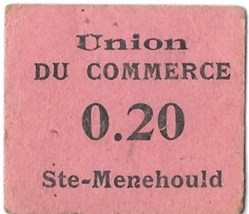 Union
DU COMMERCE
0.20
Ste-Menehould